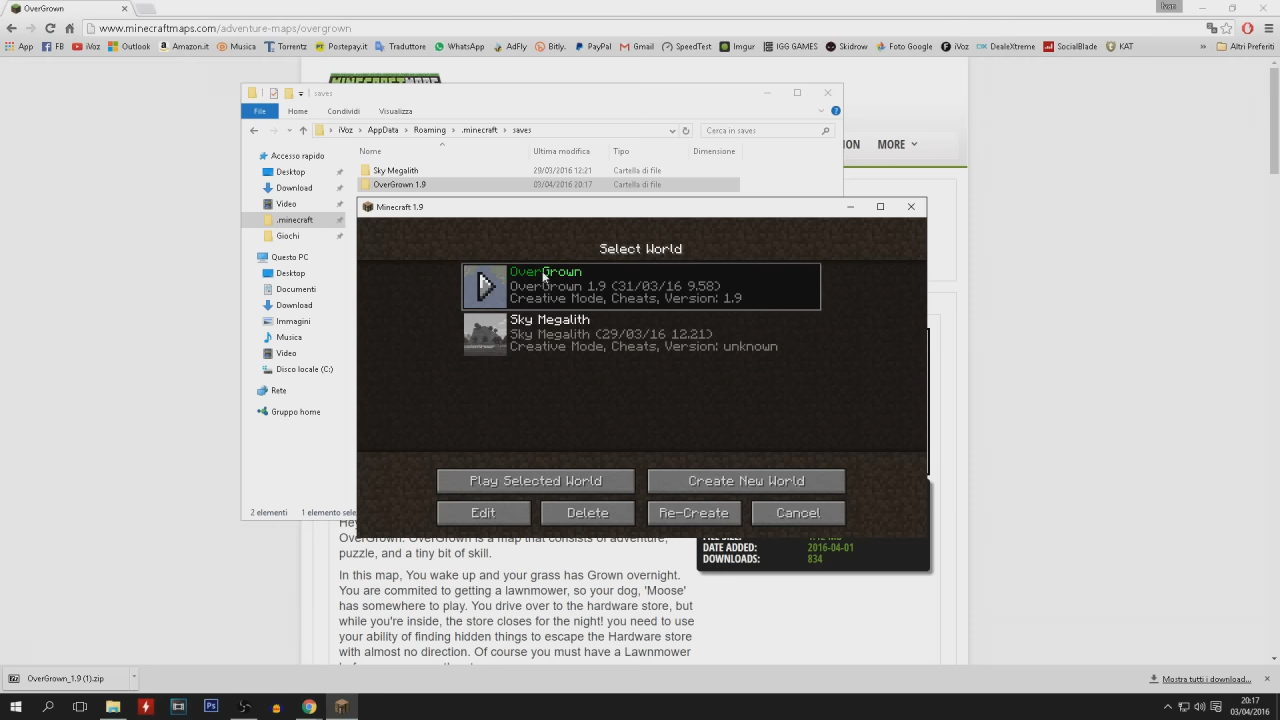 OverGrown
Ivan
www.minecraftmaps.com/adventure-maps/overgrown
App FB iVoz Outlook Amazon.it Musica Torrentz Postepay.it Traduttore WhatsApp AdFly Bitly. PayPal Gmail SpeedTest Imgur IGG GAMES Skidrow Foto Google iVoz DealeXtreme SocialBlade KAT » Altri Preferiti
saves
File Home Condividi Visualizza
iVoz > AppData > Roaming > .minecraft > saves
Cerca in saves
MORE
Nome Ultima modifica Tipo Dimensione
Accesso rapido
Desktop
Download
Video
.minecraft
Giochi
Questo PC
Desktop
Documenti
Download
Immagini
Musica
Video
Disco locale (C:)
Rete
Gruppo home
Sky Megalith 29/03/2016 12:21 Cartella di file
OverGrown 1.9 03/04/2016 20:17 Cartella di file
2 elementi 1 elemento sele
Minecraft 1.9
Select World
OverGrown
OverGrown 1.9 (31/03/16 9.58)
Creative Mode, Cheats, Version: 1.9
Sky Megalith
Sky Megalith (29/03/16 12.21)
Creative Mode, Cheats, Version: unknown
Play Selected World Create New World
Edit Delete Re-Create Cancel
OverGrown. OverGrown is a map that consists of adventure,
puzzle, and a tiny bit of skill.
In this map, You wake up and your grass has Grown overnight.
You are commited to getting a lawnmower, so your dog, 'Moose'
has somewhere to play. You drive over to the hardware store, but
while you're inside, the store closes for the night! you need to use
your ability of finding hidden things to escape the Hardware store
with almost no direction. Of course you must have a Lawnmower
DATE ADDED: 2016-04-01
DOWNLOADS: 834
OverGrown_1.9 (1).zip
Mostra tutti i download...
20:17
03/04/2016